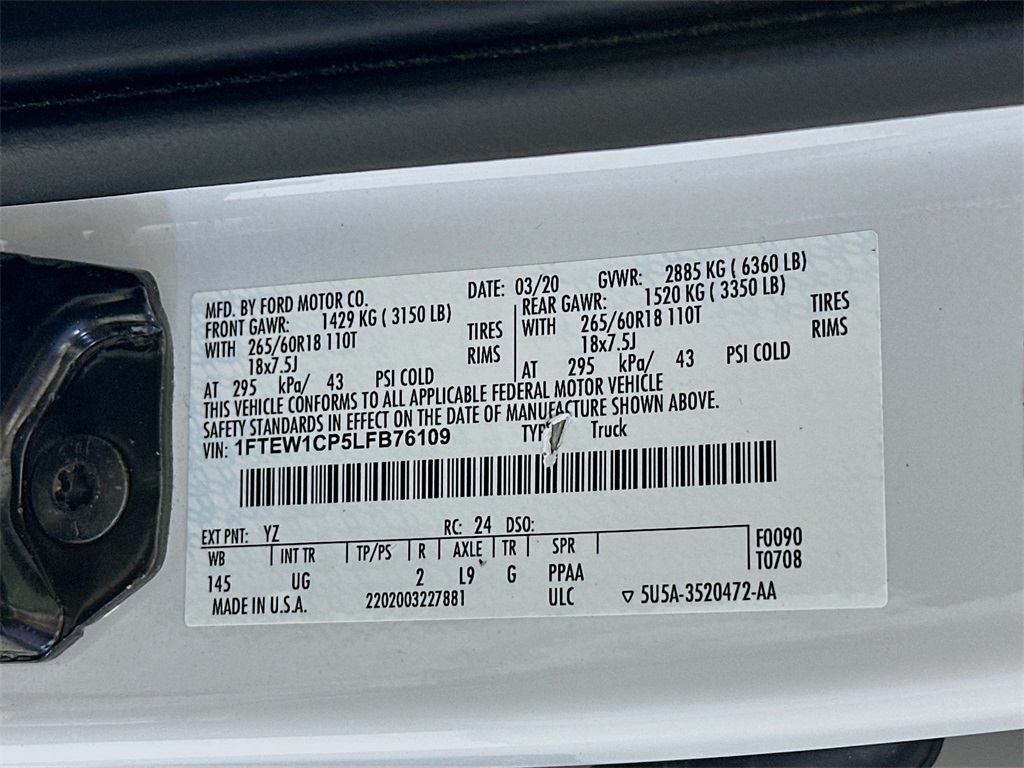 MFD. BY FORD MOTOR CO. DATE: 03/20 GVWR: 2885 KG ( 6360 LB)
FRONT GAWR: 1429 KG ( 3150 LB) REAR GAWR: 1520 KG ( 3350 LB)
WITH 265/60R18 110T TIRES WITH 265/60R18 110T TIRES
18x7.5J RIMS 18x7.5J RIMS
AT 295 kPa/ 43 PSI COLD AT 295 kPa/ 43 PSI COLD
THIS VEHICLE CONFORMS TO ALL APPLICABLE FEDERAL MOTOR VEHICLE
SAFETY STANDARDS IN EFFECT ON THE DATE OF MANUFACTURE SHOWN ABOVE.
VIN: 1FTEW1CP5LFB76109 Truck
EXT PNT: YZ RC: 24 DSO:
WB INT TR TP/PS R AXLE TR SPR F0090
145 UG 2 L9 G PPAA T0708
MADE IN U.S.A. 2202003227881 ULC ▽ 5U5A-3520472-AA